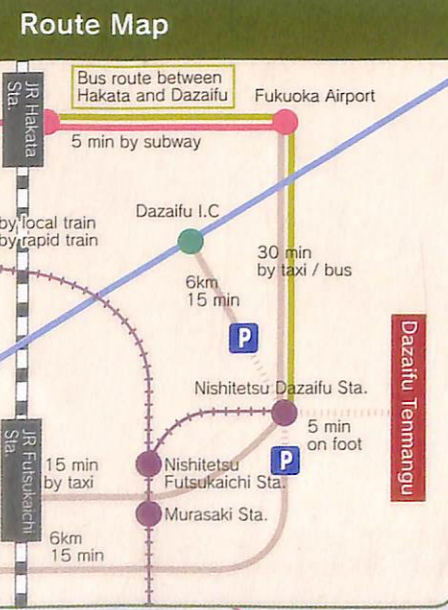 Route Map
JR Hakata
Sta.
Bus route between
Hakata and Dazaifu
Fukuoka Airport
5 min by subway
Dazaifu I.C
by local train
by rapid train
30 min
by taxi / bus
6km
15 min
P
Nishitetsu Dazaifu Sta.
Dazaifu Tenmangu
5 min
on foot
P
JR Futsukaichi
Sta.
15 min
by taxi
Nishitetsu
Futsukaichi Sta.
Murasaki Sta.
6km
15 min